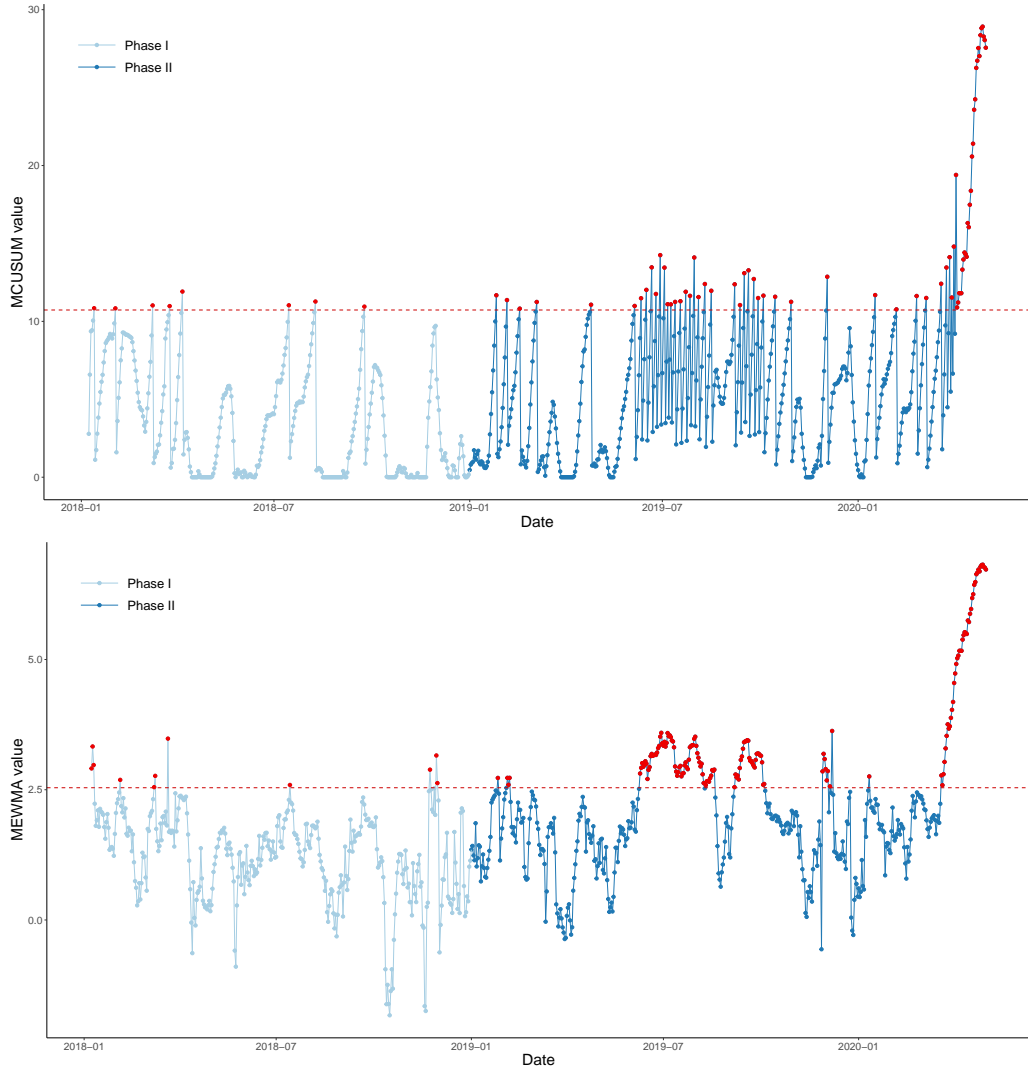 30
20
10
0
MCUSUM value
Phase I
Phase II
2018–01
2018–07
2019–01
2019–07
2020–01
Date
5.0
2.5
0.0
MEWMA value
Phase I
Phase II
2018–01
2018–07
2019–01
2019–07
2020–01
Date